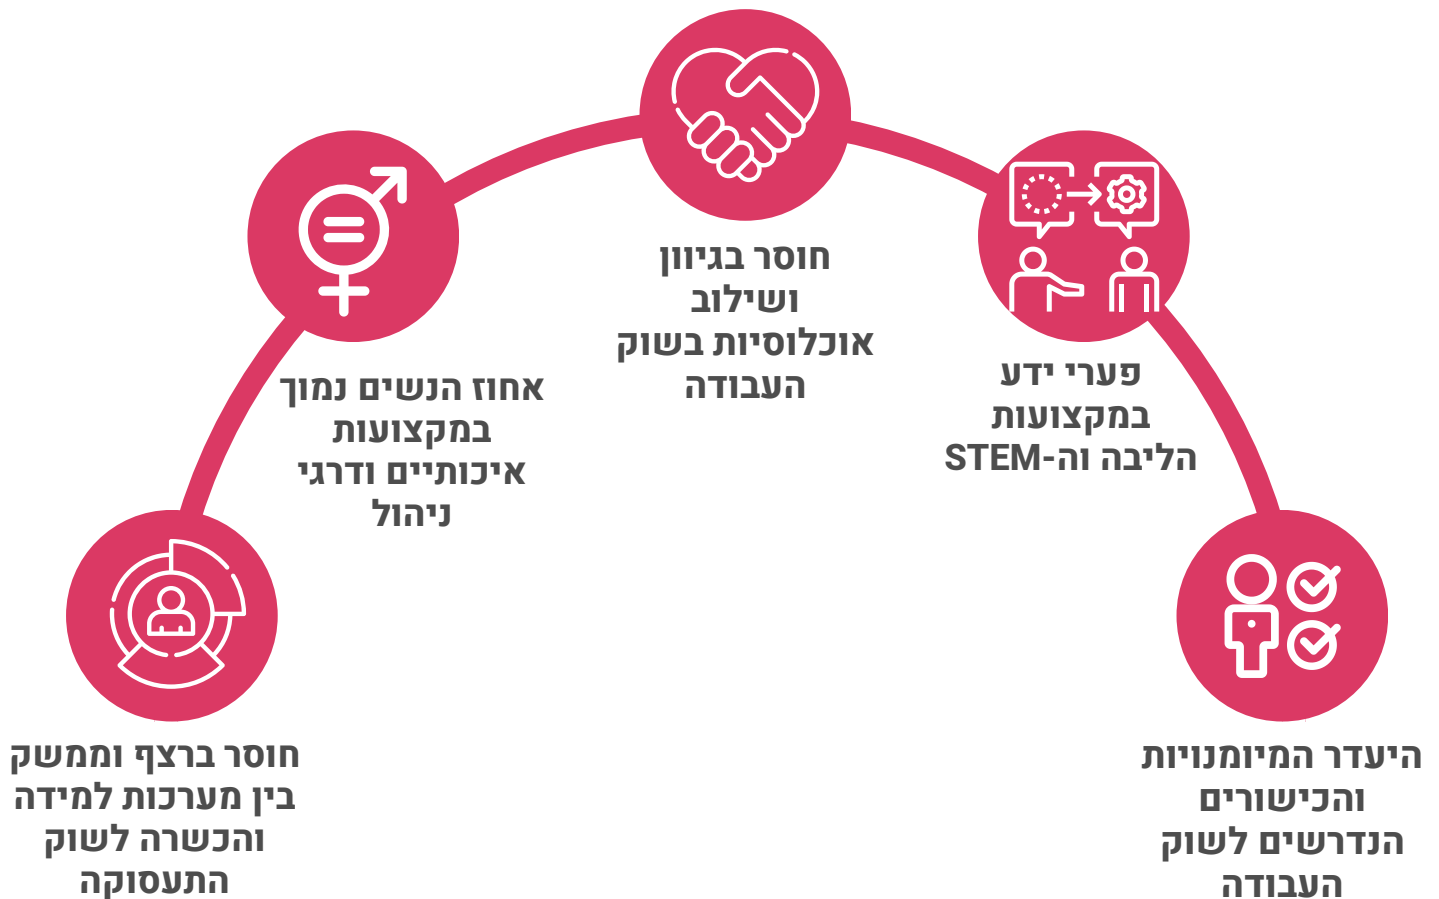 היעדר המיומנויות
והכישורים
הנדרשים לשוק
העבודה
פערי ידע
במקצועות
הליבה וה-STEM
חוסר בגיוון
ושילוב
אוכלוסיות בשוק
העבודה
אחוז הנשים נמוך
במקצועות
איכותיים ודרגי
ניהול
חוסר ברצף וממשק
בין מערכות למידה
והכשרה לשוק
התעסוקה